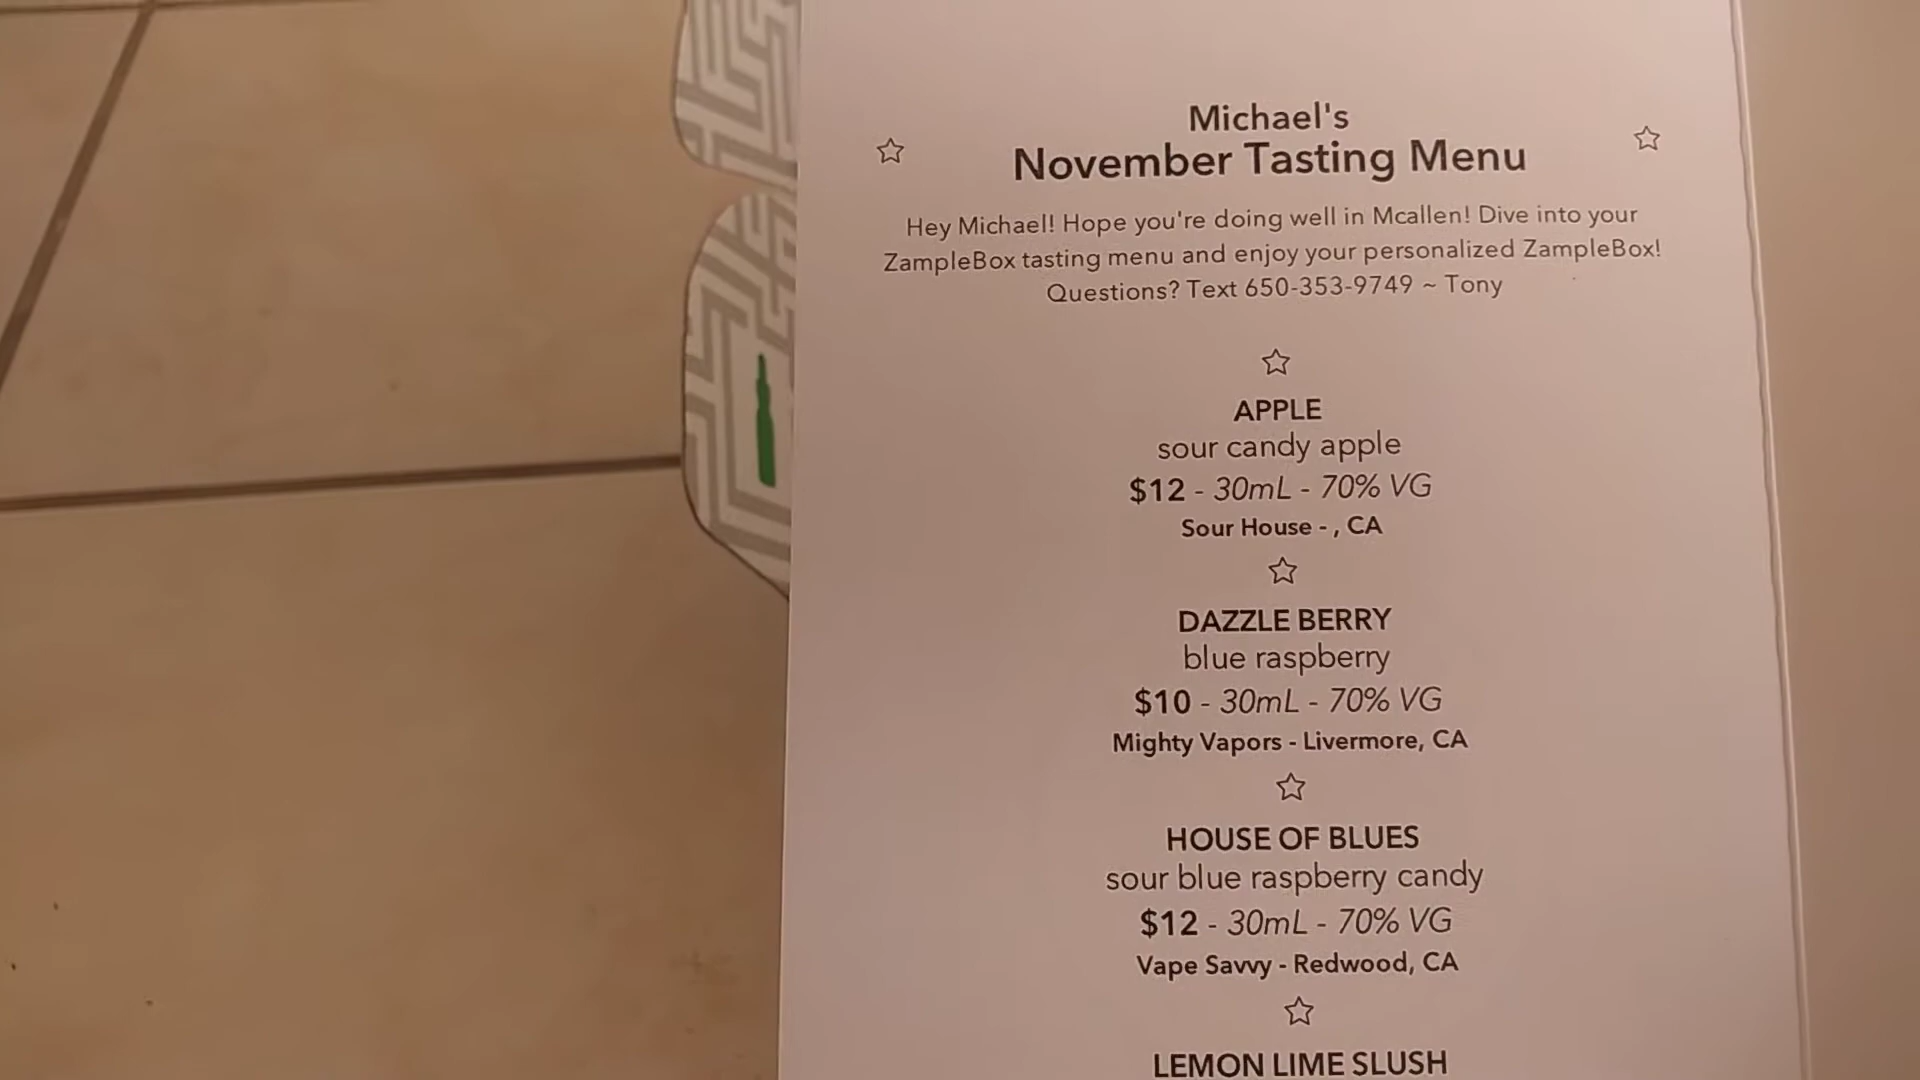 Michael's
November Tasting Menu
Hey Michael! Hope you're doing well in Mcallen! Dive into your
ZampleBox tasting menu and enjoy your personalized ZampleBox!
Questions? Text 650-353-9749 ~ Tony
APPLE
sour candy apple
$12 - 30mL - 70% VG
Sour House - , CA
DAZZLE BERRY
blue raspberry
$10 - 30mL - 70% VG
Mighty Vapors - Livermore, CA
HOUSE OF BLUES
sour blue raspberry candy
$12 - 30mL - 70% VG
Vape Savvy - Redwood, CA
LEMON LIME SLUSH